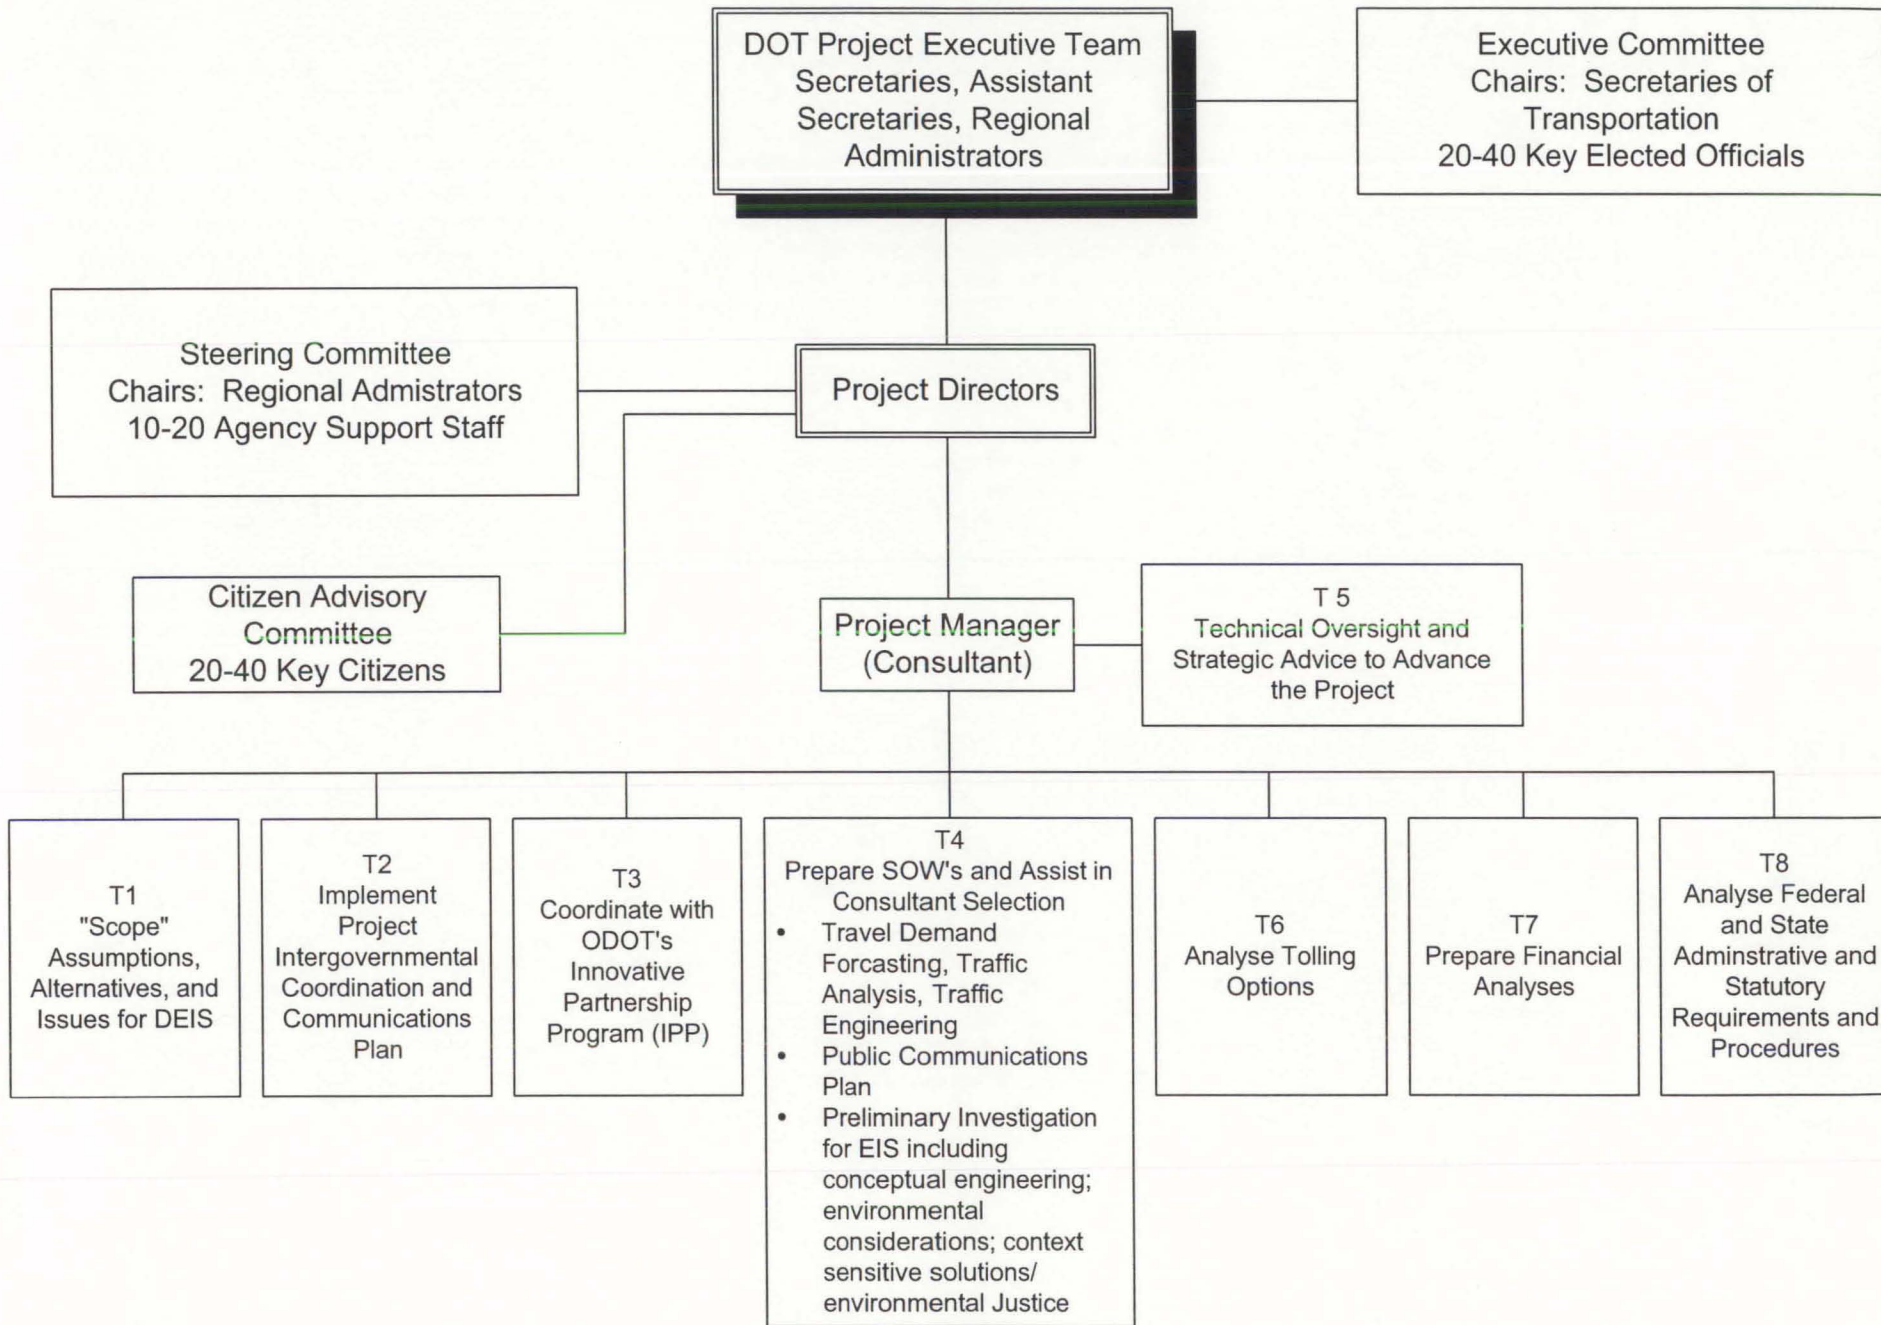 DOT Project Executive Team
Secretaries, Assistant
Secretaries, Regional
Administrators
Executive Committee
Chairs:  Secretaries of
Transportation
20-40 Key Elected Officials
Steering Committee
Chairs:  Regional Admistrators
10-20 Agency Support Staff
Project Directors
Citizen Advisory
Committee
20-40 Key Citizens
Project Manager
(Consultant)
T 5
Technical Oversight and
Strategic Advice to Advance
the Project
T1
"Scope"
Assumptions,
Alternatives, and
Issues for DEIS
T2
Implement
Project
Intergovernmental
Coordination and
Communications
Plan
T3
Coordinate with
ODOT's
Innovative
Partnership
Program (IPP)
T4
Prepare SOW's and Assist in
Consultant Selection
• Travel Demand
Forcasting, Traffic
Analysis, Traffic
Engineering
• Public Communications
Plan
• Preliminary Investigation
for EIS including
conceptual engineering;
environmental
considerations; context
sensitive solutions/
environmental Justice
T6
Analyse Tolling
Options
T7
Prepare Financial
Analyses
T8
Analyse Federal
and State
Adminstrative and
Statutory
Requirements and
Procedures